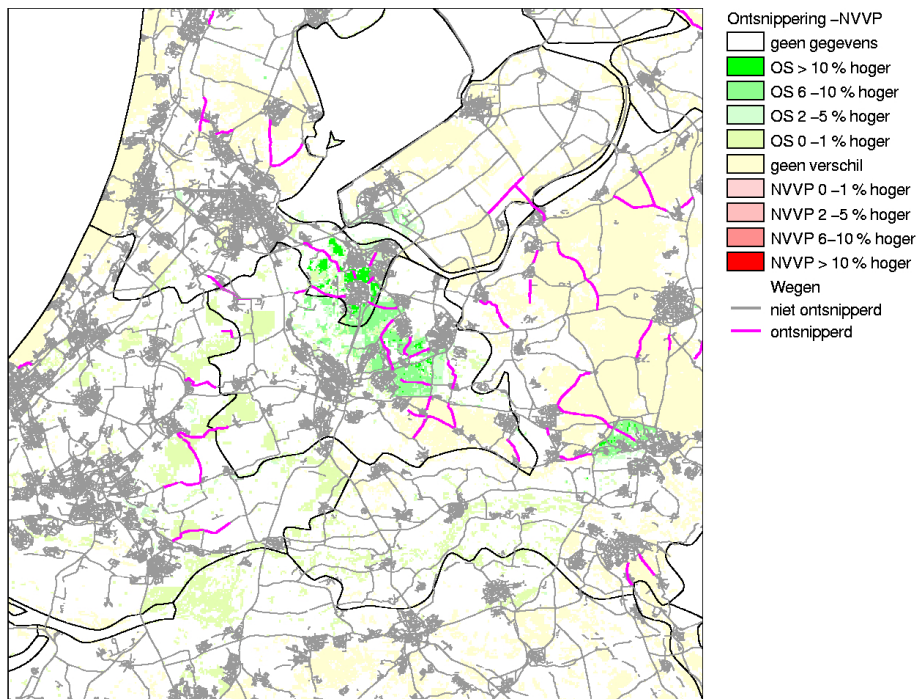 Ontsnippering –NVVP
geen gegevens
OS > 10 % hoger
OS 6 –10 % hoger
OS 2 –5 % hoger
OS 0 –1 % hoger
geen verschil
NVVP 0 –1 % hoger
NVVP 2 –5 % hoger
NVVP 6–10 % hoger
NVVP > 10 % hoger
Wegen
niet ontsnipperd
ontsnipperd